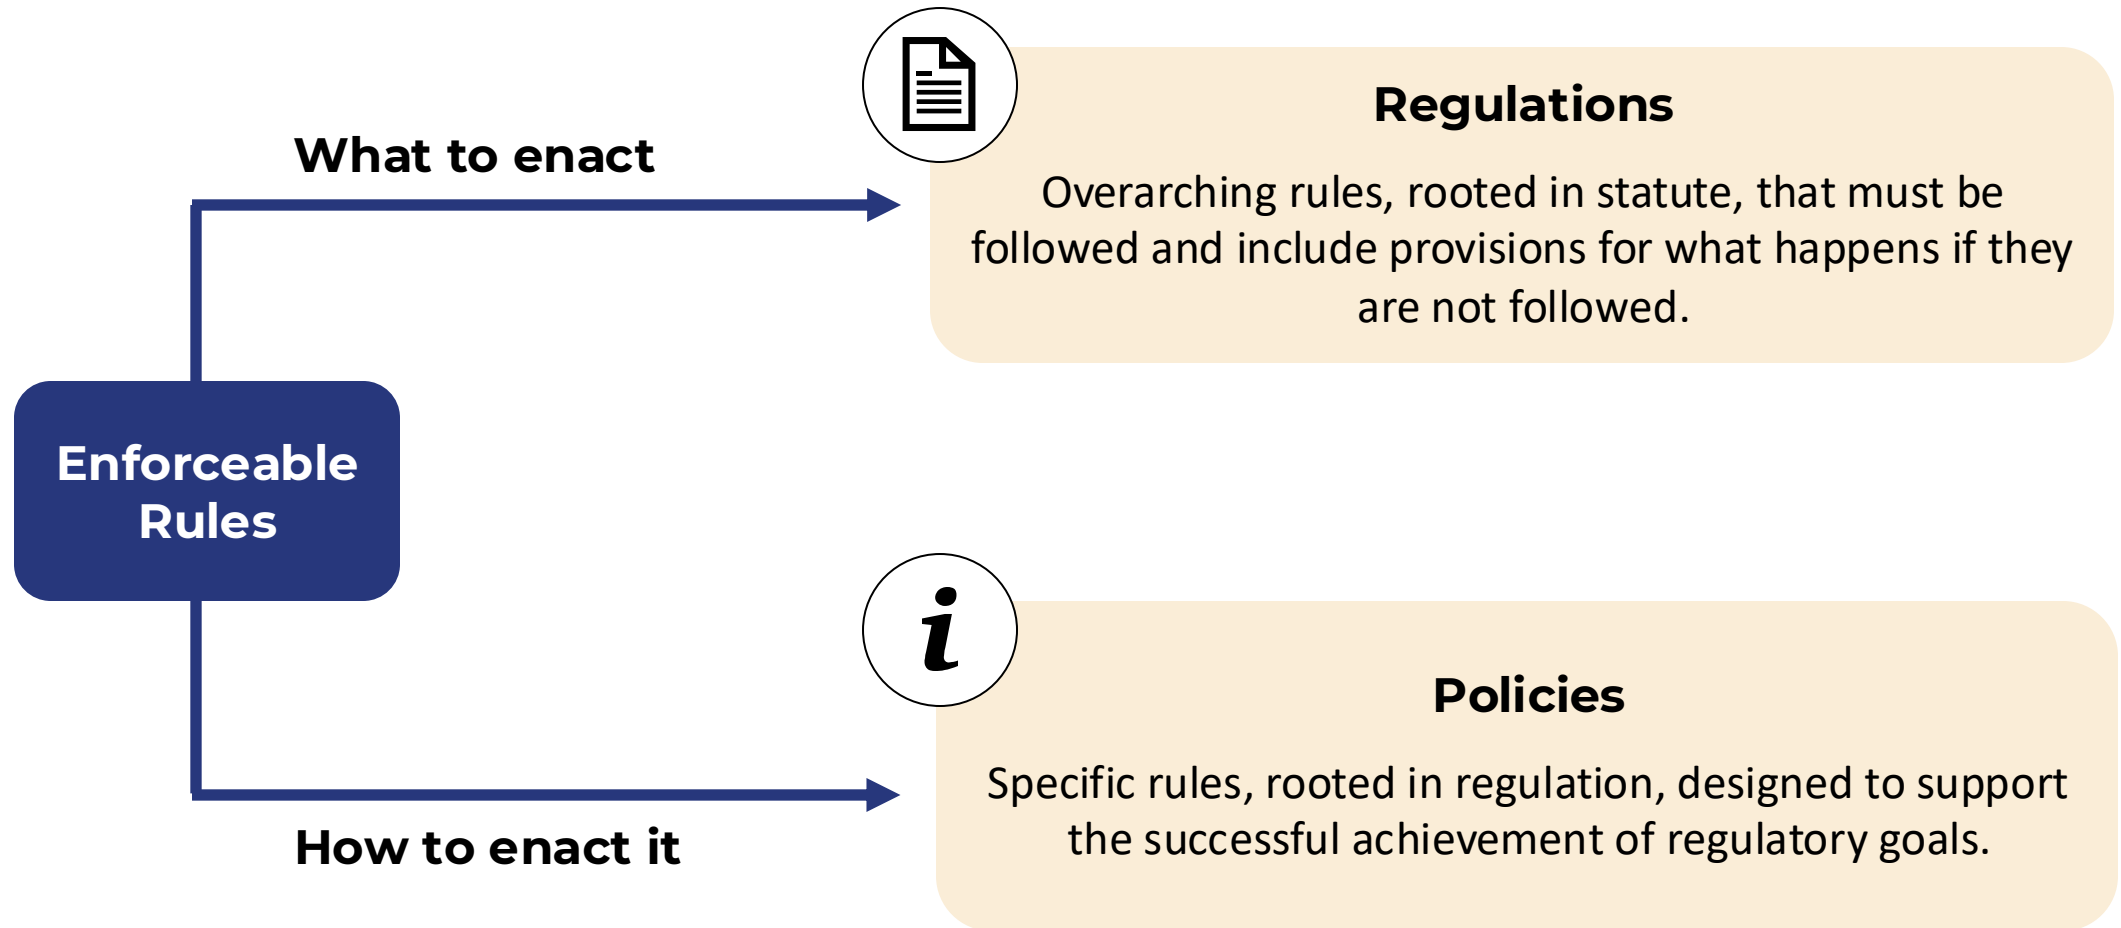 What to enact
Regulations
Overarching rules, rooted in statute, that must be
followed and include provisions for what happens if they
are not followed.
Enforceable
Rules
i
Policies
Specific rules, rooted in regulation, designed to support
the successful achievement of regulatory goals.
How to enact it